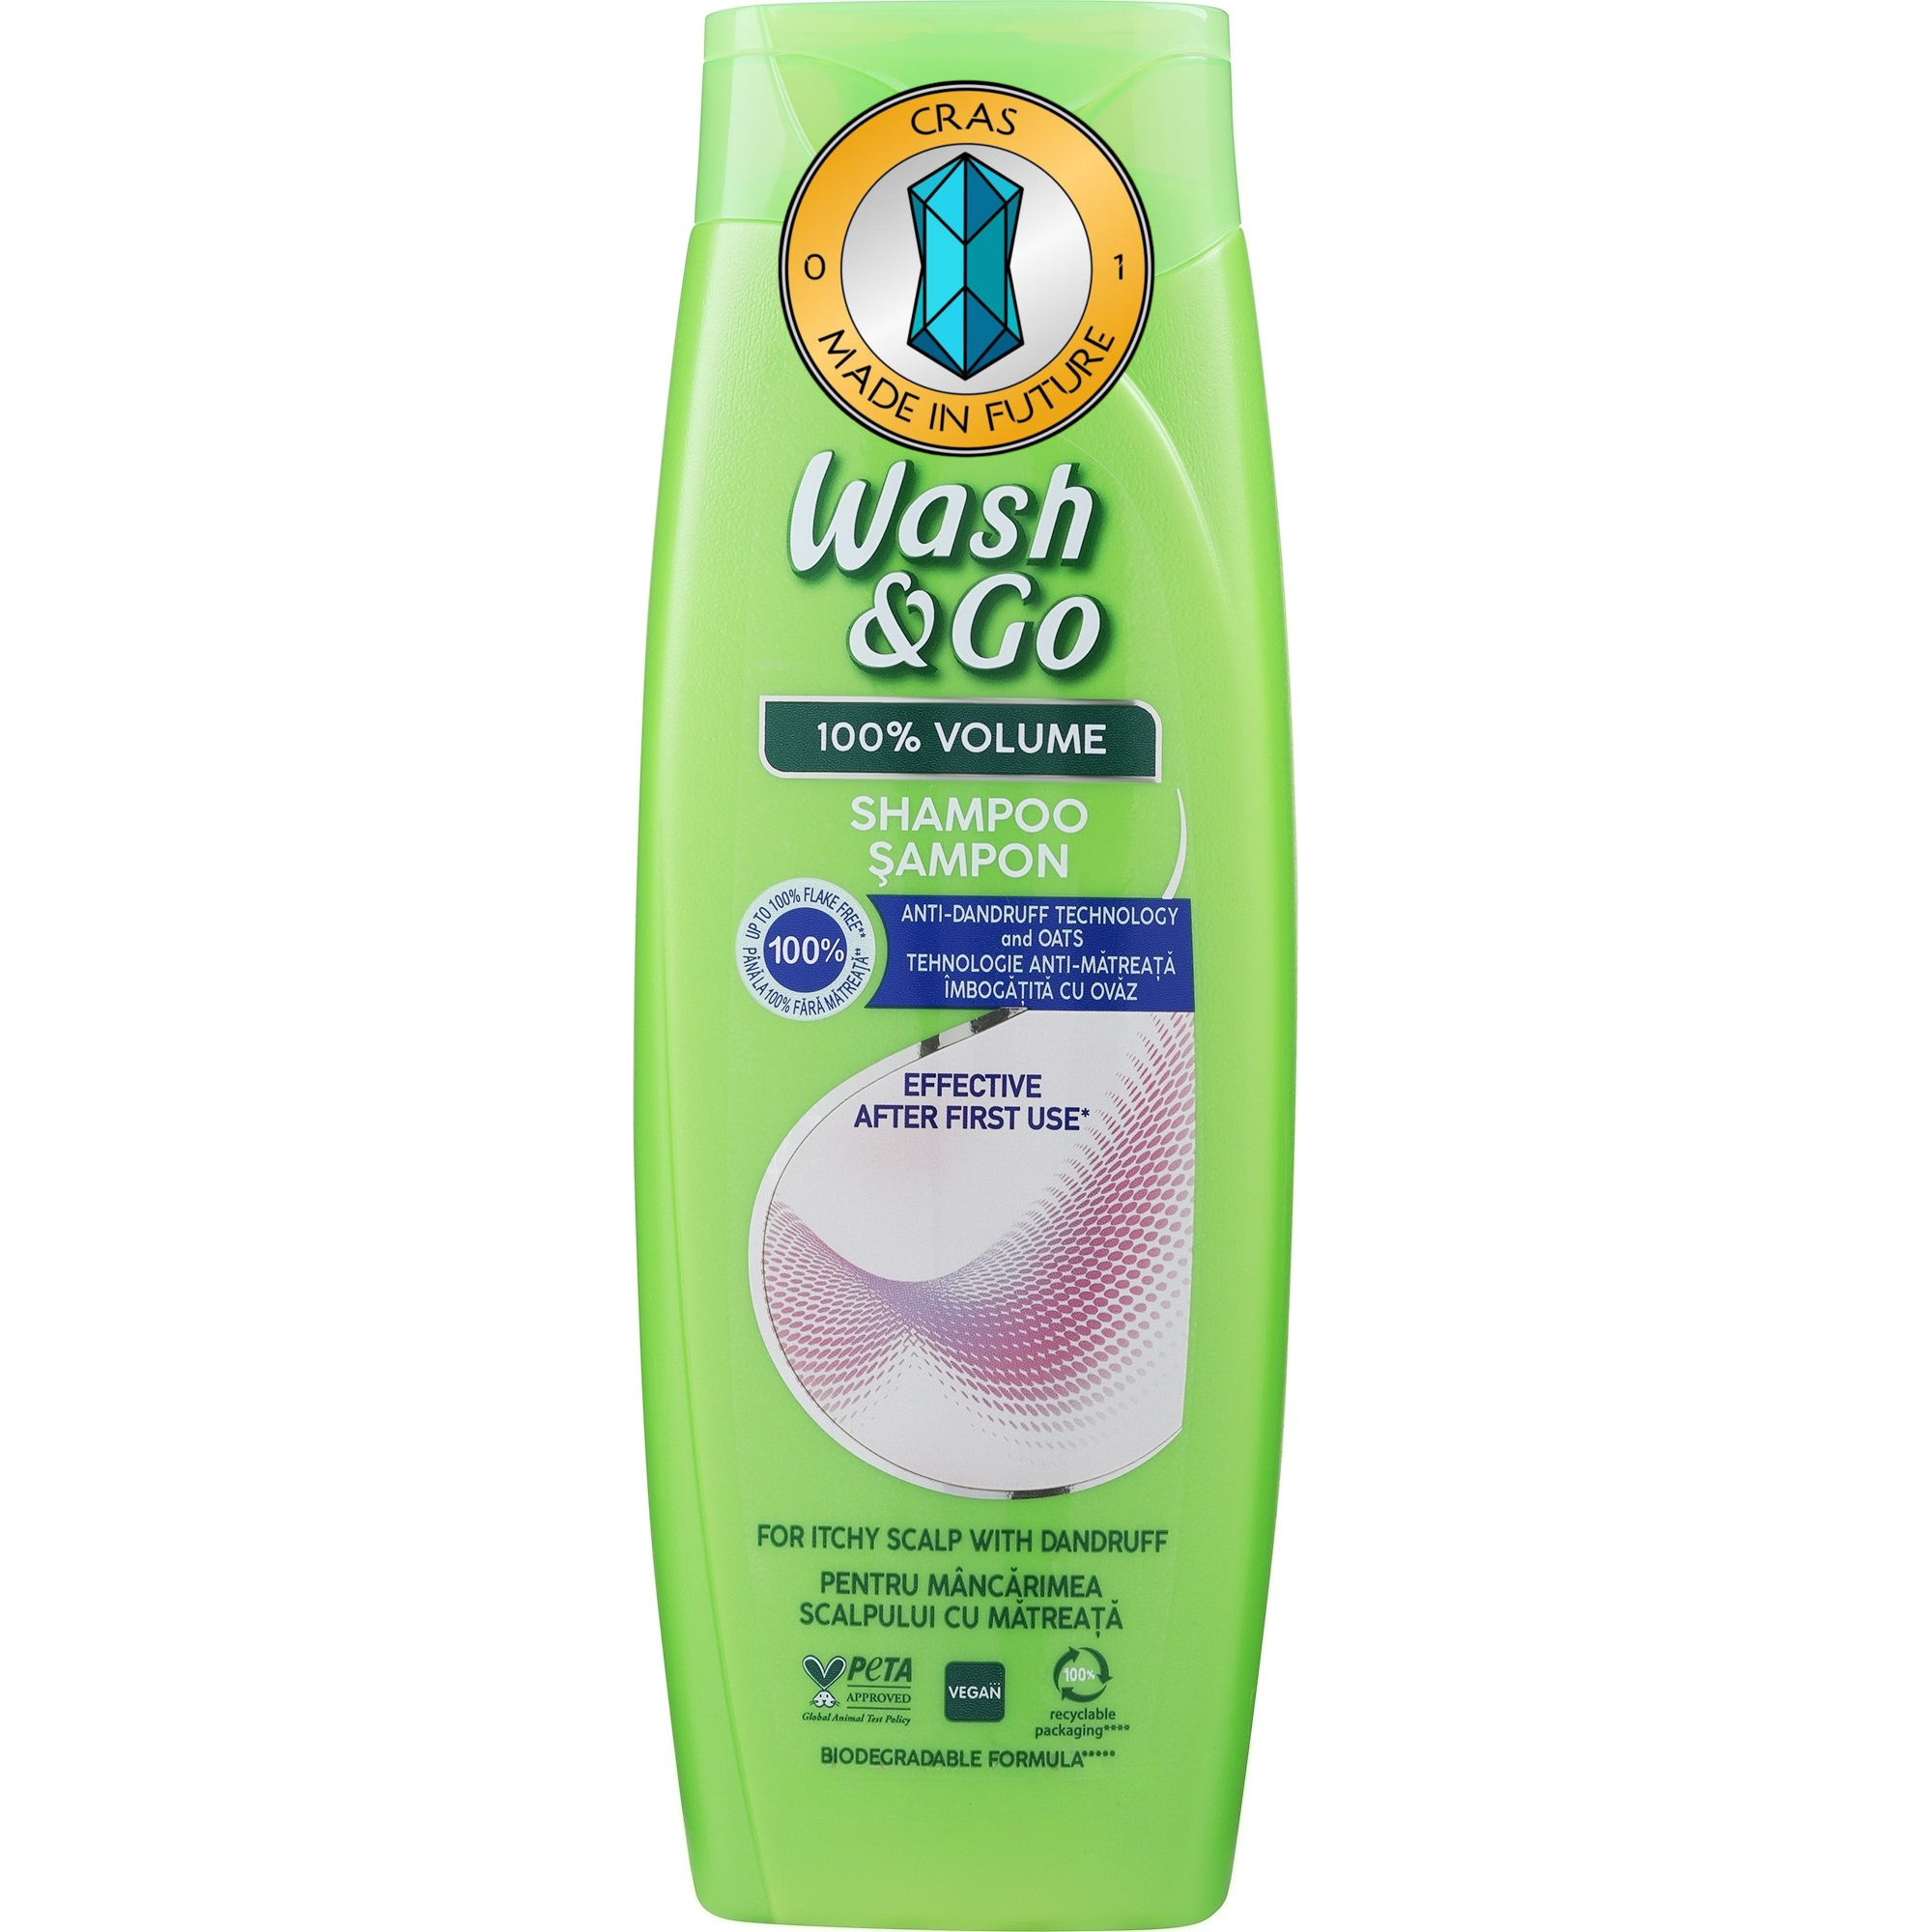 CRAS
0 1
MADE IN FUTURE
Wash
&Go
100% VOLUME
SHAMPOO
ŞAMPON
UP TO 100% FLAKE FREE**
100%
PÂNĂ LA 100% FĂRĂ MĂTREAȚĂ**
ANTI-DANDRUFF TECHNOLOGY
and OATS
TEHNOLOGIE ANTI-MĂTREAȚĂ
ÎMBOGĂȚITĂ CU OVĂZ
EFFECTIVE
AFTER FIRST USE*
FOR ITCHY SCALP WITH DANDRUFF
PENTRU MÂNCĂRIMEA
SCALPULUI CU MĂTREAȚĂ
PETA
APPROVED
Global Animal Test Policy
VEGAN***
100%
recyclable
packaging****
BIODEGRADABLE FORMULA*****